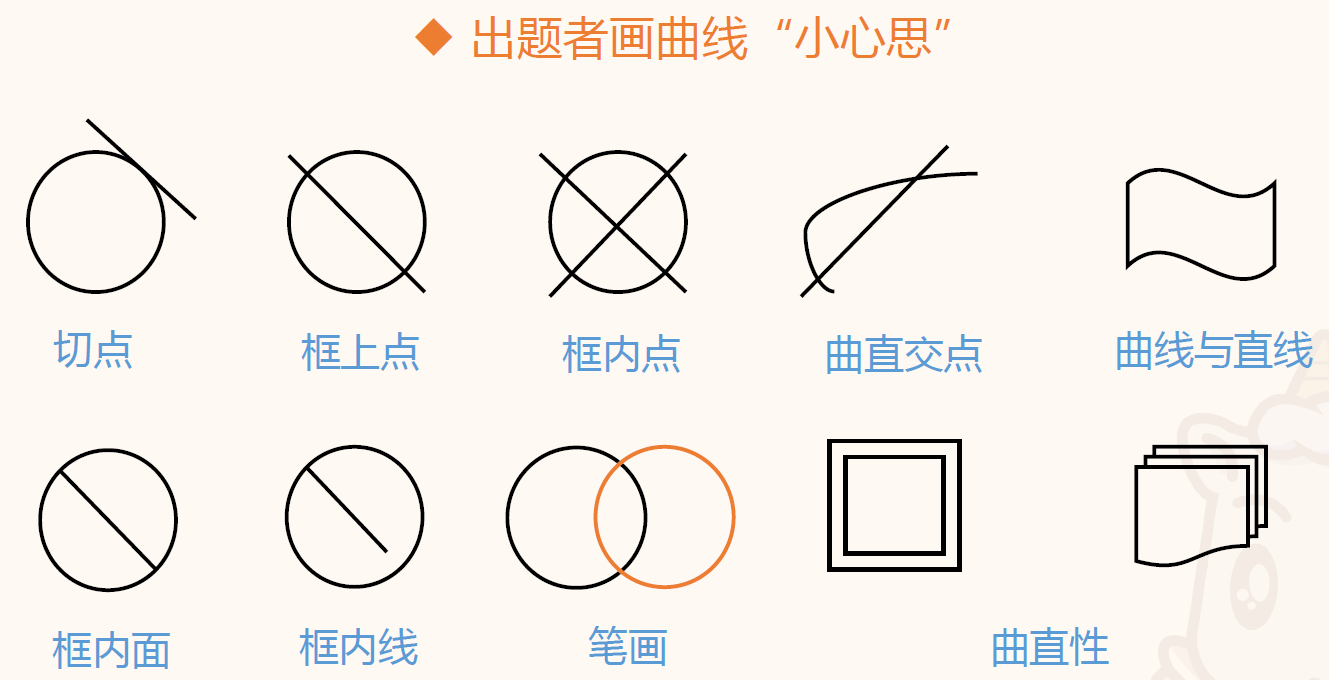 ◆ 出题者画曲线“小心思”
切点
框上点
框内点
曲直交点
曲线与直线
框内面
框内线
笔画
曲直性